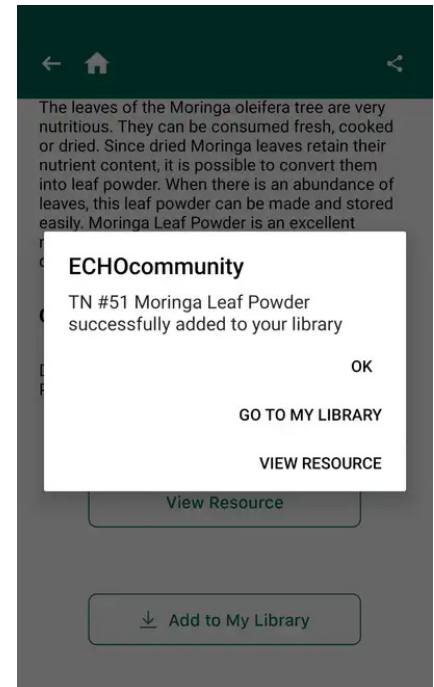 The leaves of the Moringa oleifera tree are very
nutritious. They can be consumed fresh, cooked
or dried. Since dried Moringa leaves retain their
nutrient content, it is possible to convert them
into leaf powder. When there is an abundance of
leaves, this leaf powder can be made and stored
easily. Moringa Leaf Powder is an excellent
ECHOcommunity
TN #51 Moringa Leaf Powder
successfully added to your library
OK
GO TO MY LIBRARY
VIEW RESOURCE
View Resource
Add to My Library